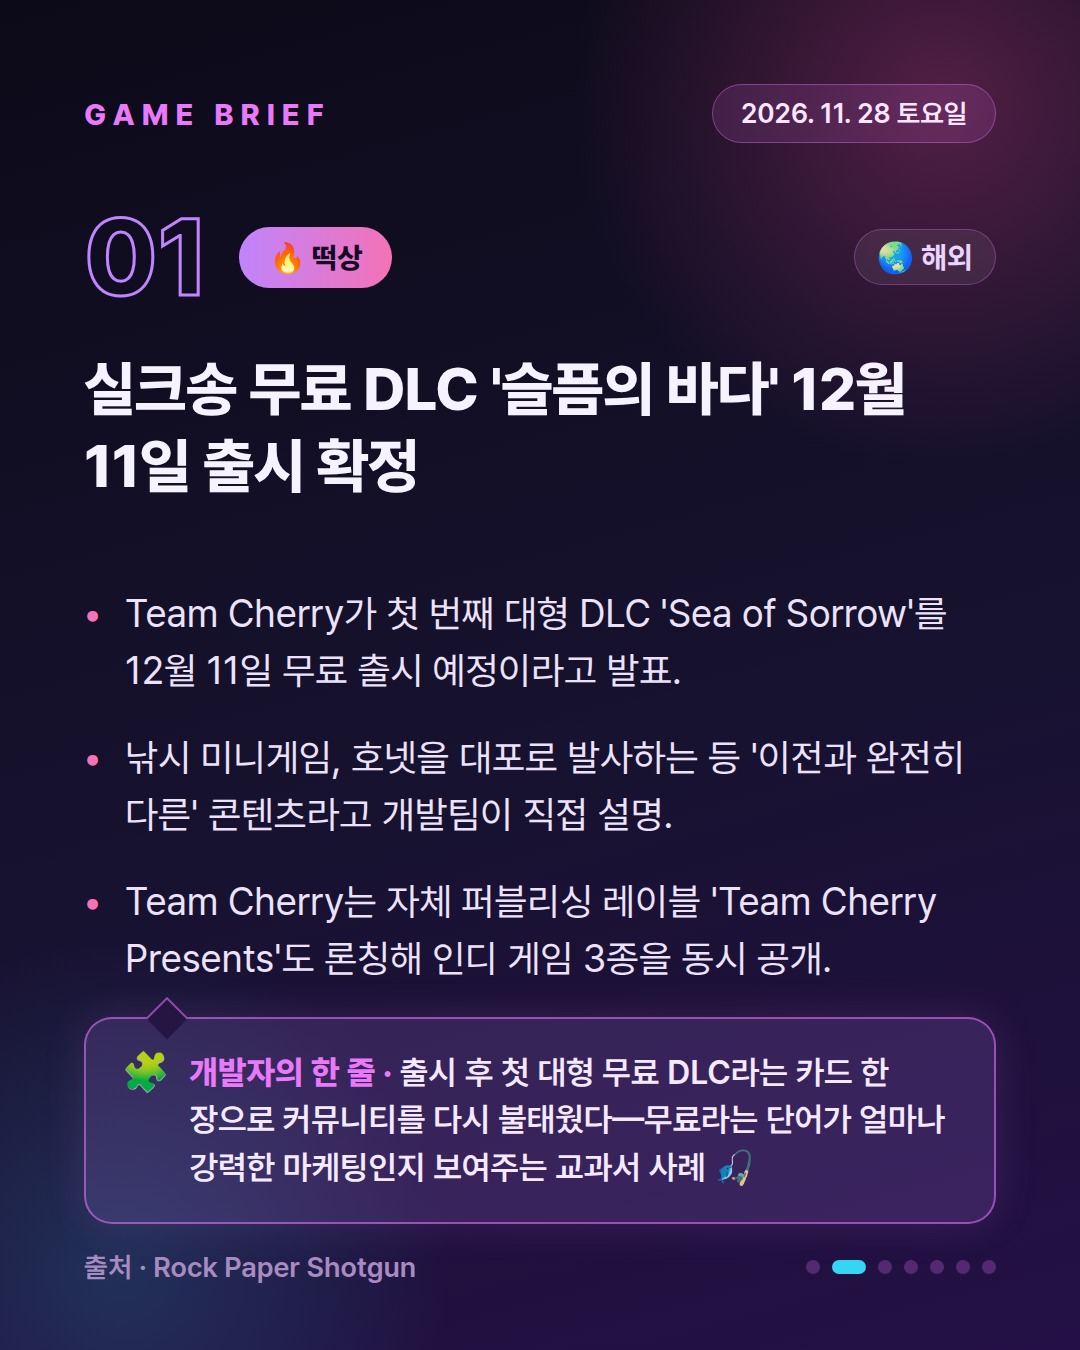 GAME BRIEF
2026. 11. 28 토요일
01
🔥 떡상
🌏 해외
실크송 무료 DLC '슬픔의 바다' 12월
11일 출시 확정
• Team Cherry가 첫 번째 대형 DLC 'Sea of Sorrow'를
12월 11일 무료 출시 예정이라고 발표.
• 낚시 미니게임, 호넷을 대포로 발사하는 등 '이전과 완전히
다른' 콘텐츠라고 개발팀이 직접 설명.
• Team Cherry는 자체 퍼블리싱 레이블 'Team Cherry
Presents'도 론칭해 인디 게임 3종을 동시 공개.
🧩 개발자의 한 줄 · 출시 후 첫 대형 무료 DLC라는 카드 한
장으로 커뮤니티를 다시 불태웠다—무료라는 단어가 얼마나
강력한 마케팅인지 보여주는 교과서 사례 🎣
출처 · Rock Paper Shotgun